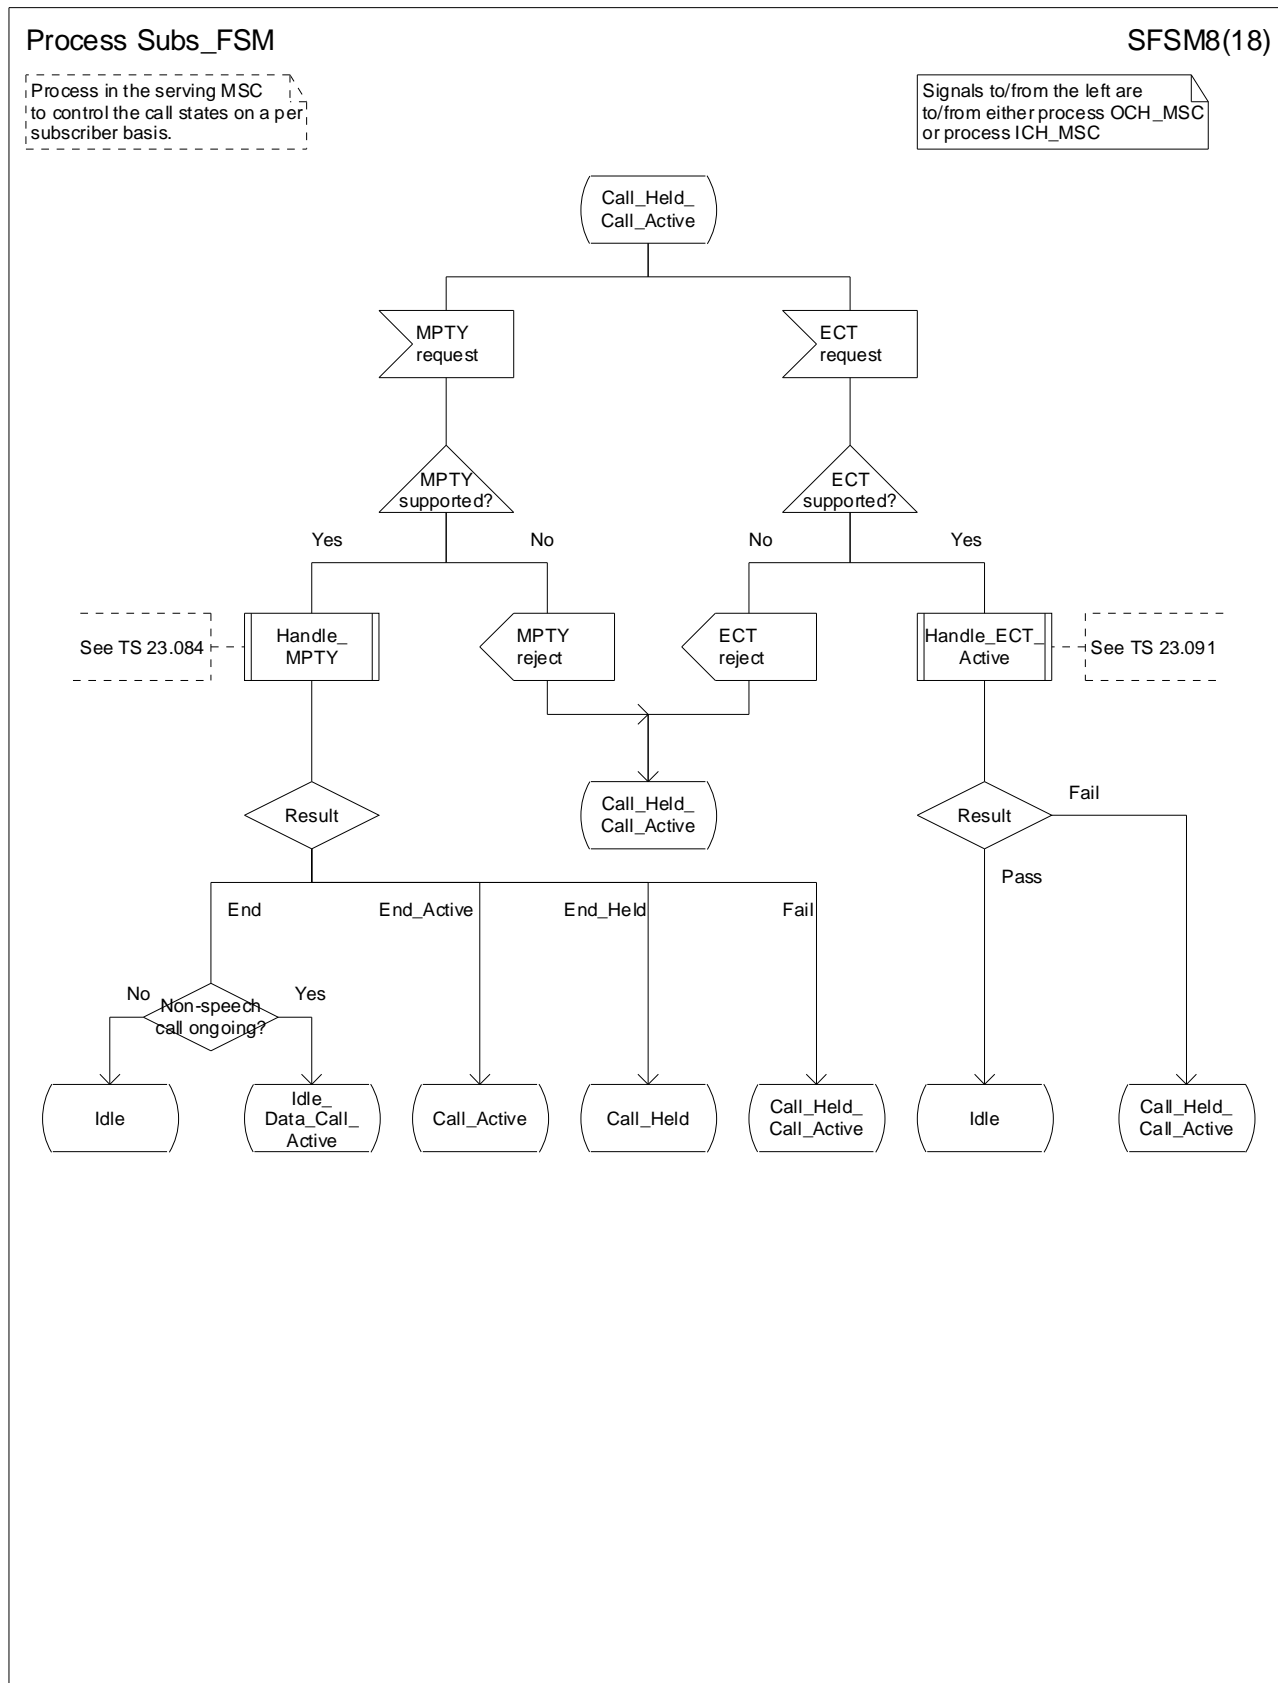 Process Subs_FSM
SFSM8(18)
Process in the serving MSC
to control the call states on a per
subscriber basis.
Signals to/from the left are
to/from either process OCH_MSC
or process ICH_MSC
Call_Held_
Call_Active
MPTY
request
ECT
request
MPTY
supported?
ECT
supported?
Yes
No
No
Yes
See TS 23.084
Handle_
MPTY
MPTY
reject
ECT
reject
Handle_ECT_
Active
See TS 23.091
Result
Call_Held_
Call_Active
Result
Fail
Pass
End
End_Active
End_Held
Fail
No
Non-speech
call ongoing?
Yes
Idle
Idle_
Data_Call_
Active
Call_Active
Call_Held
Call_Held_
Call_Active
Idle
Call_Held_
Call_Active